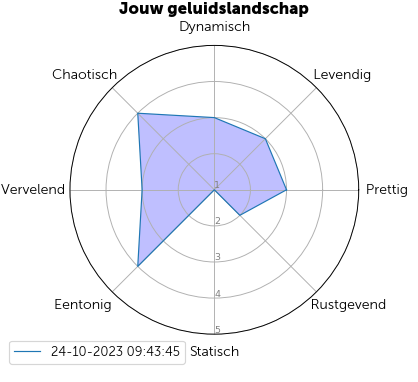 Jouw geluidslandschap
Dynamisch
Chaotisch
Levendig
Vervelend
1
Prettig
2
3
4
Eentonig
Rustgevend
5
24-10-2023 09:43:45
Statisch